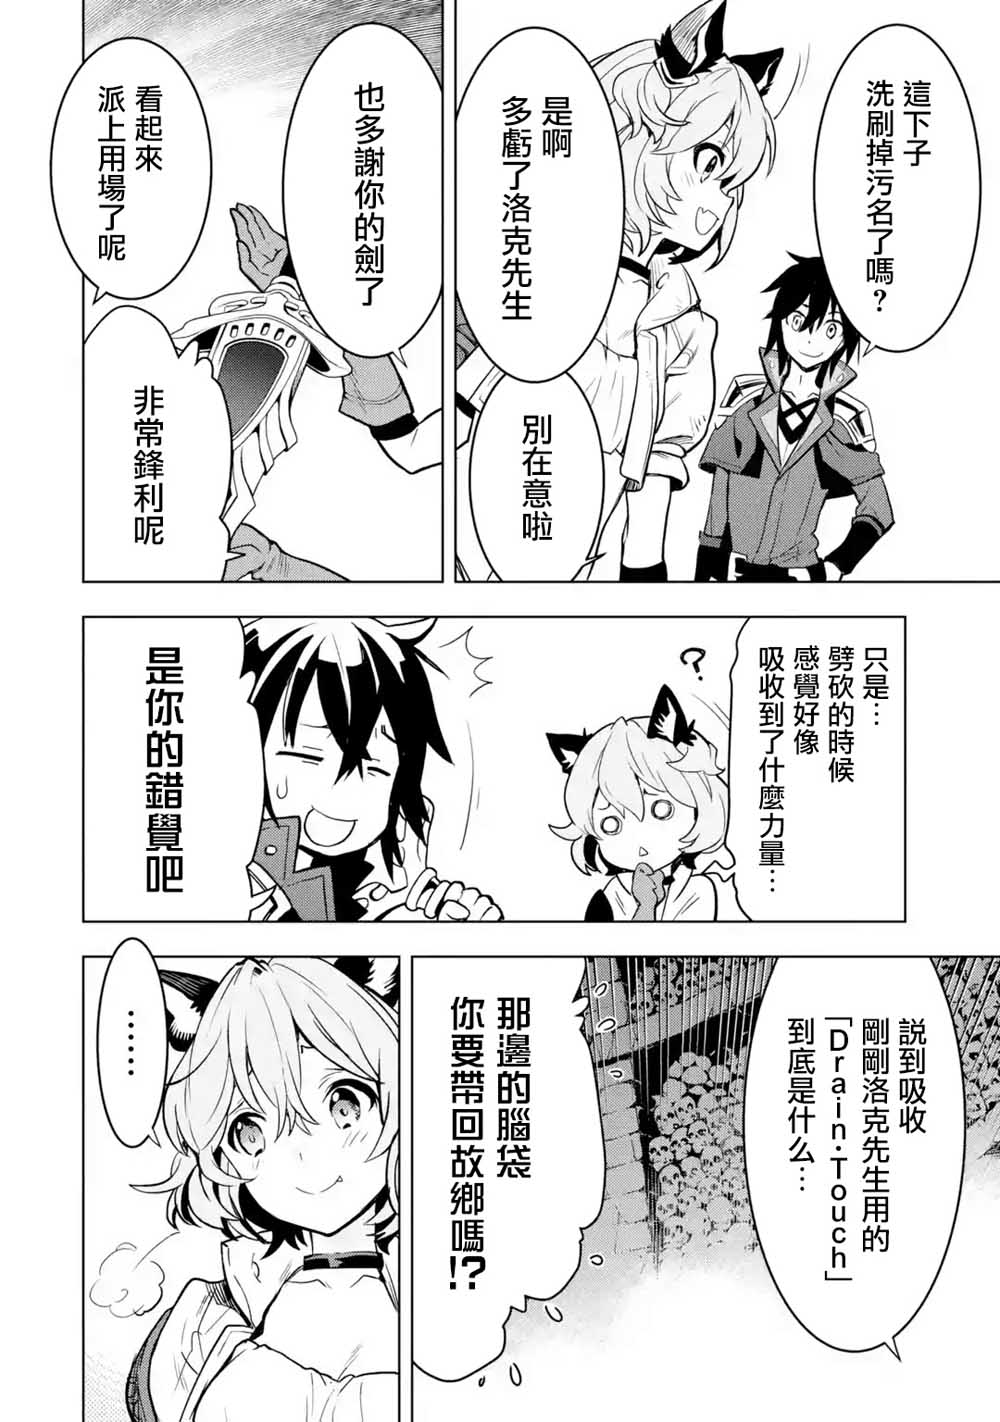 這下子
洗刷掉污名了嗎？
是啊
多虧了洛克先生
別在意啦
也多謝你的劍了
看起來
派上用場了呢
非常鋒利呢
只是…
劈砍的時候
感覺好像
吸收到了什麼力量…
？
是你的錯覺吧
說到吸收
剛剛洛克先生用的
「Drain·Touch」
到底是什么…
那邊的腦袋
你要帶回故鄉嗎!?
……